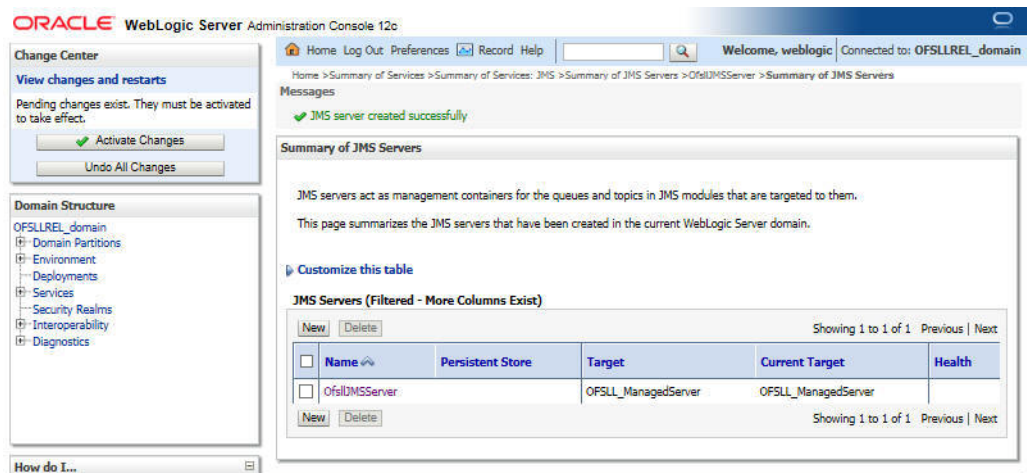 ORACLE WebLogic Server Administration Console 12c
Change Center
View changes and restarts
Pending changes exist. They must be activated
to take effect.
Activate Changes
Undo All Changes
Domain Structure
OFSLLREL_domain
Domain Partitions
Environment
Deployments
Services
Security Realms
Interoperability
Diagnostics
How do I...
Home Log Out Preferences Record Help Welcome, weblogic Connected to: OFSLLREL_domain
Home >Summary of Services >Summary of Services: JMS >Summary of JMS Servers >OfsllJMSServer >Summary of JMS Servers
Messages
JMS server created successfully
Summary of JMS Servers
JMS servers act as management containers for the queues and topics in JMS modules that are targeted to them.
This page summarizes the JMS servers that have been created in the current WebLogic Server domain.
Customize this table
JMS Servers (Filtered - More Columns Exist)
New Delete Showing 1 to 1 of 1 Previous | Next
Name Persistent Store Target Current Target Health
OfsllJMSServer OFSLL_ManagedServer OFSLL_ManagedServer
New Delete Showing 1 to 1 of 1 Previous | Next